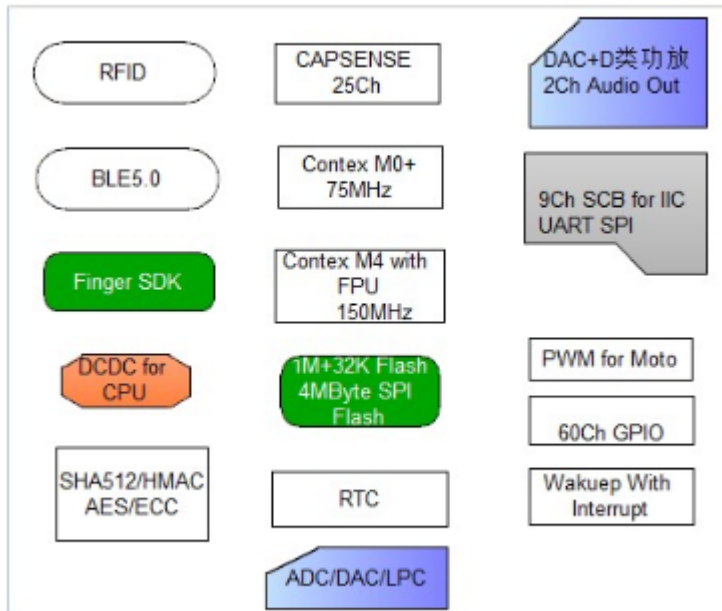 RFID
CAPSENSE
25Ch
DAC+D类功放
2Ch Audio Out
BLE5.0
Contex M0+
75MHz
9Ch SCB for IIC
UART SPI
Finger SDK
Contex M4 with
FPU
150MHz
DCDC for
CPU
1M+32K Flash
4MByte SPI
Flash
PWM for Moto
60Ch GPIO
SHA512/HMAC
AES/ECC
RTC
Wakuep With
Interrupt
ADC/DAC/LPC